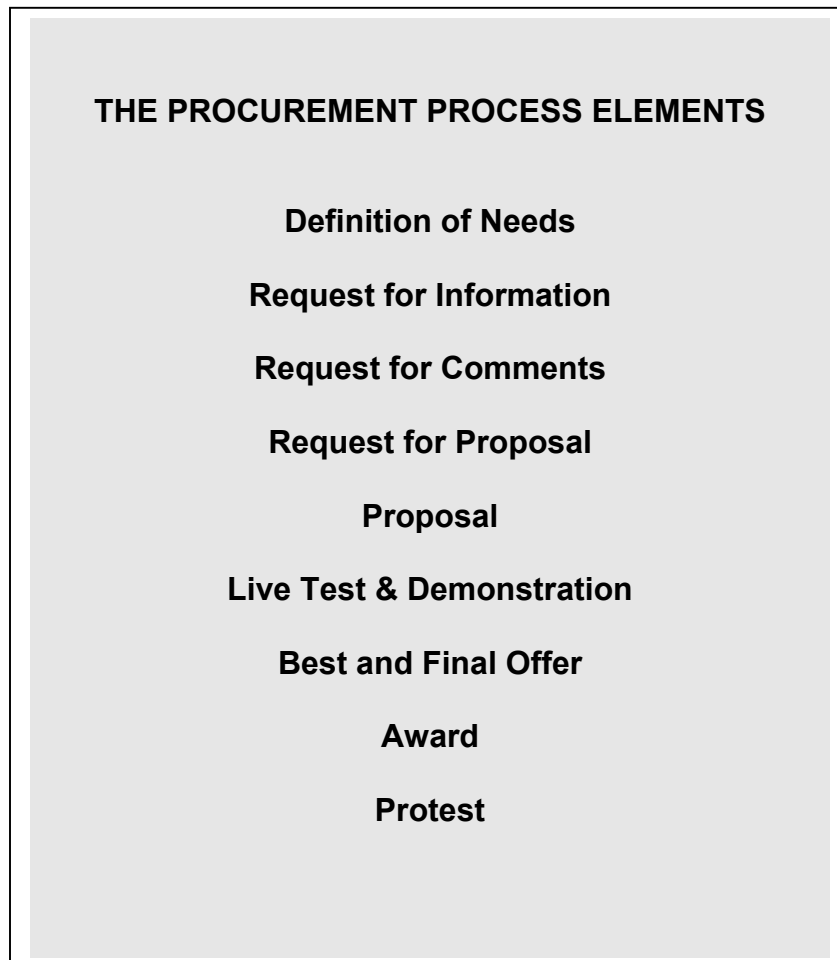 THE PROCUREMENT PROCESS ELEMENTS
Definition of Needs
Request for Information
Request for Comments
Request for Proposal
Proposal
Live Test & Demonstration
Best and Final Offer
Award
Protest